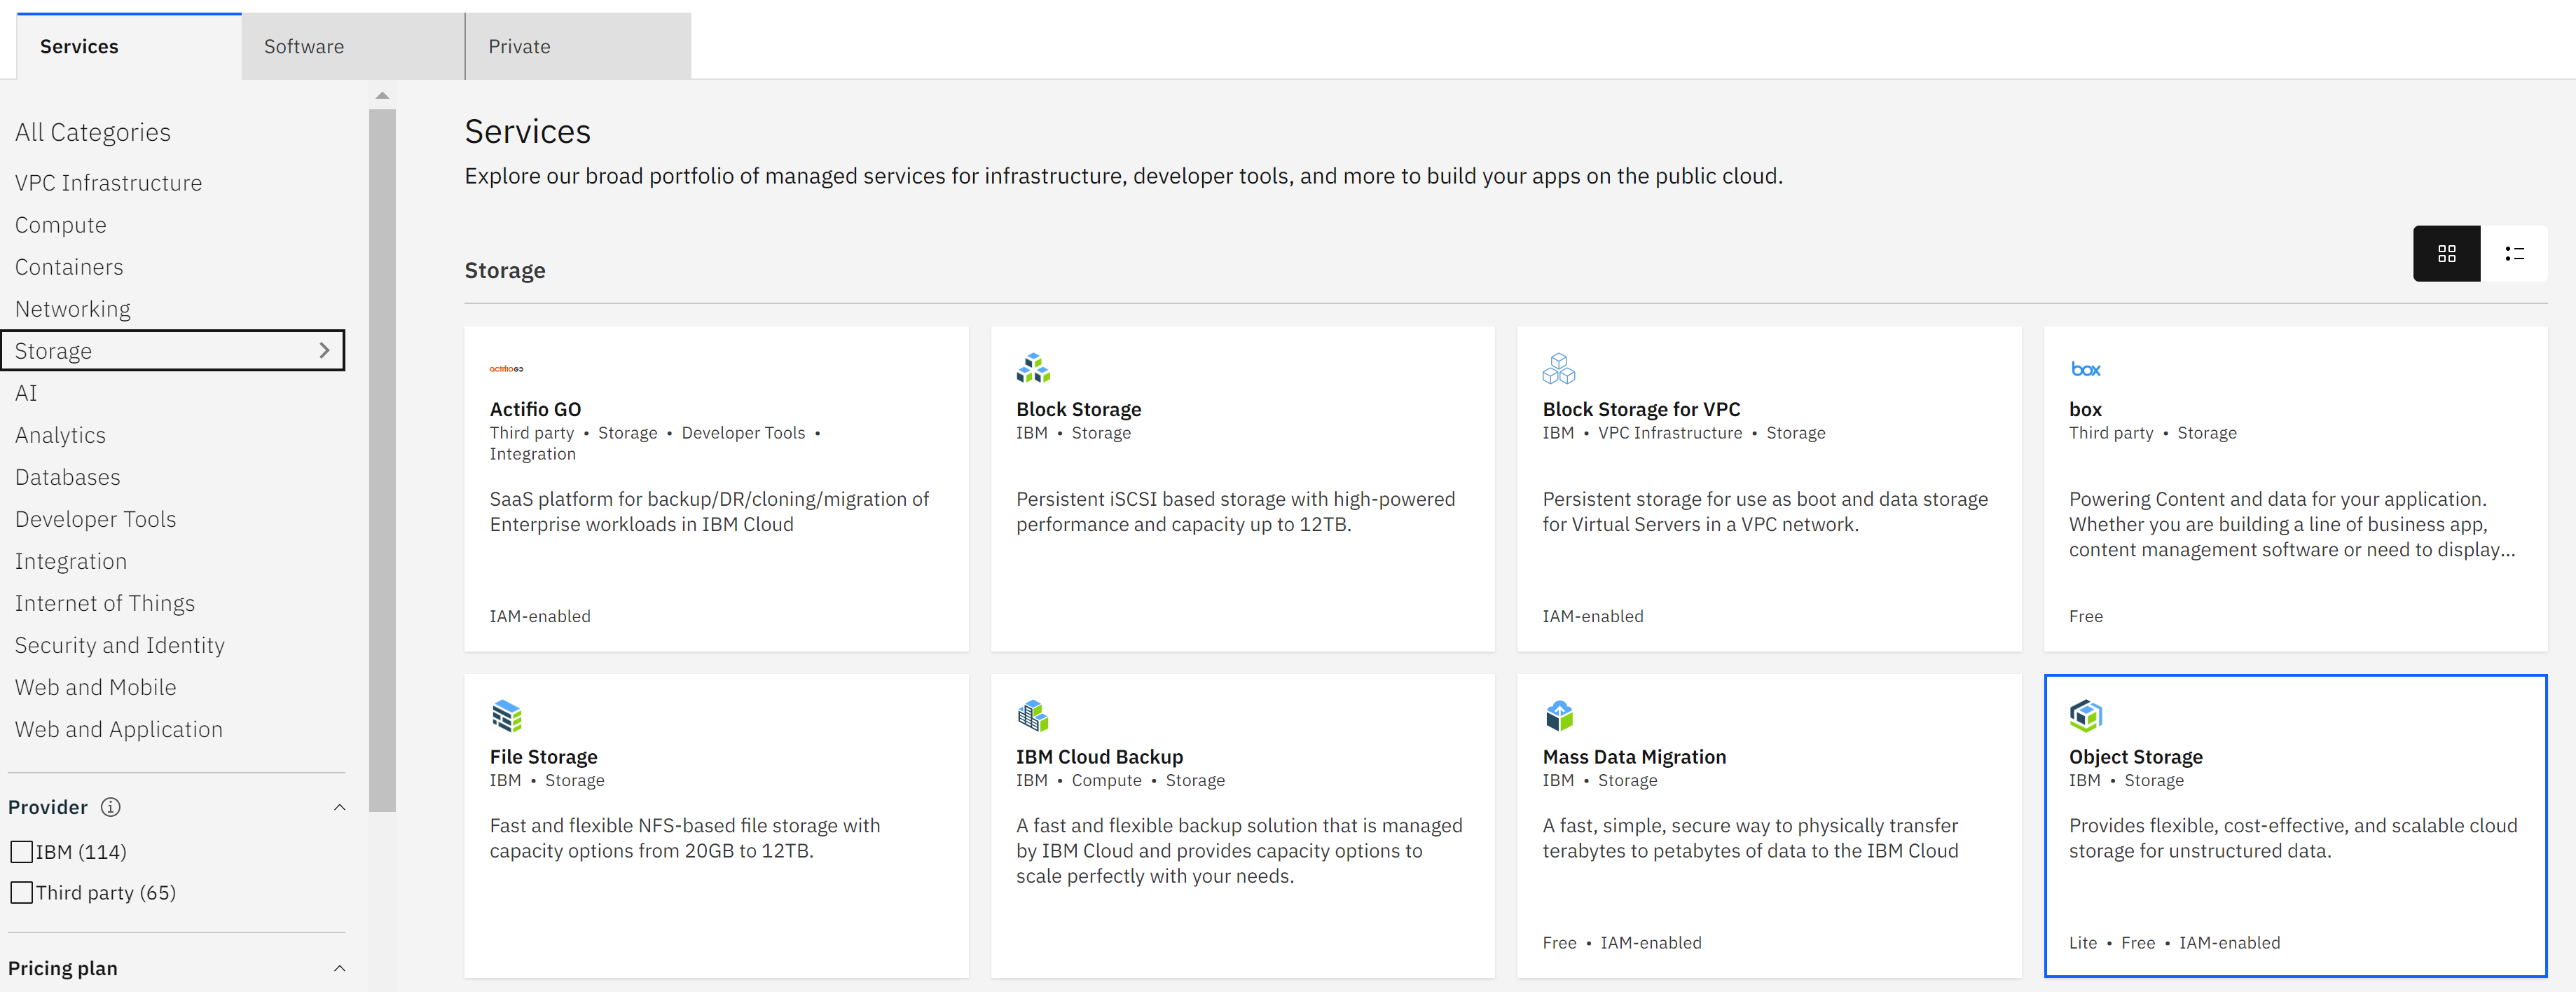 Services
Software
Private
All Categories
VPC Infrastructure
Compute
Containers
Networking
Storage
AI
Analytics
Databases
Developer Tools
Integration
Internet of Things
Security and Identity
Web and Mobile
Web and Application
Provider
IBM (114)
Third party (65)
Pricing plan
Services
Explore our broad portfolio of managed services for infrastructure, developer tools, and more to build your apps on the public cloud.
Storage
actifio GO
Actifio GO
Third party • Storage • Developer Tools •
Integration
SaaS platform for backup/DR/cloning/migration of
Enterprise workloads in IBM Cloud
IAM-enabled
Block Storage
IBM • Storage
Persistent iSCSI based storage with high-powered
performance and capacity up to 12TB.
Block Storage for VPC
IBM • VPC Infrastructure • Storage
Persistent storage for use as boot and data storage
for Virtual Servers in a VPC network.
IAM-enabled
box
box
Third party • Storage
Powering Content and data for your application.
Whether you are building a line of business app,
content management software or need to display...
Free
File Storage
IBM • Storage
Fast and flexible NFS-based file storage with
capacity options from 20GB to 12TB.
IBM Cloud Backup
IBM • Compute • Storage
A fast and flexible backup solution that is managed
by IBM Cloud and provides capacity options to
scale perfectly with your needs.
Mass Data Migration
IBM • Storage
A fast, simple, secure way to physically transfer
terabytes to petabytes of data to the IBM Cloud
Free • IAM-enabled
Object Storage
IBM • Storage
Provides flexible, cost-effective, and scalable cloud
storage for unstructured data.
Lite • Free • IAM-enabled